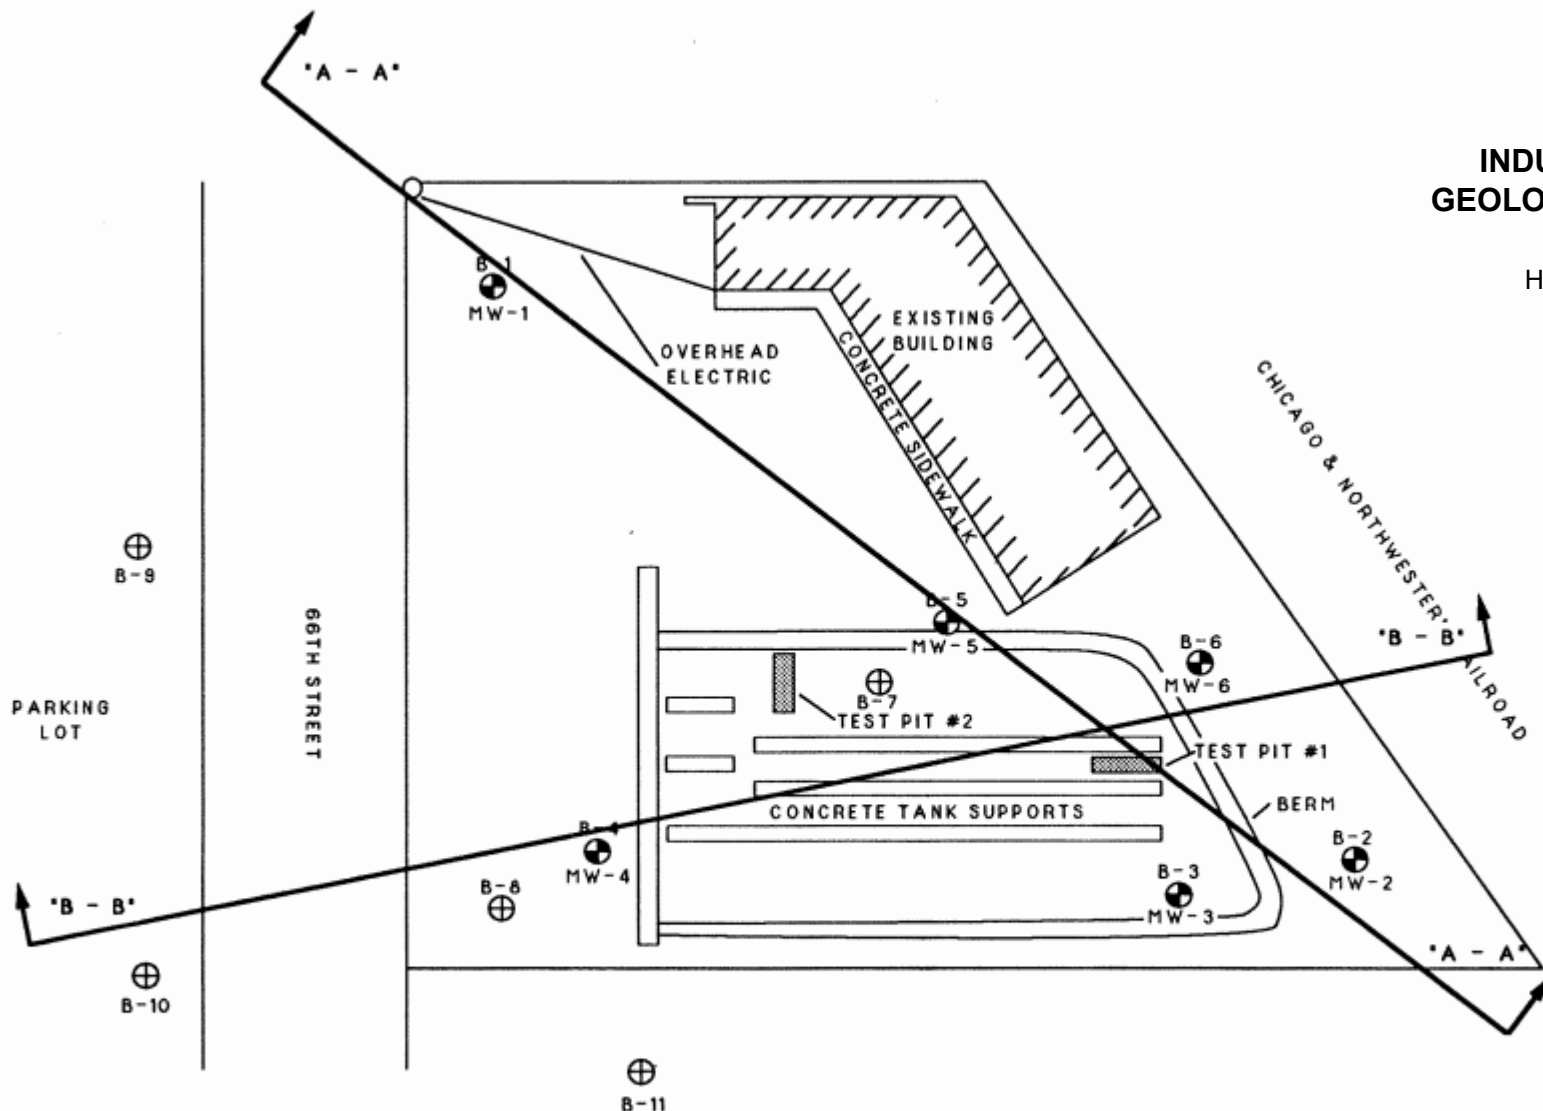 "A - A"
INDU
GEOLO
H
B-1
MW-1
OVERHEAD
ELECTRIC
EXISTING
BUILDING
CONCRETE SIDEWALK
CHICAGO & NORTHWESTER
AILROAD
B-9
66TH STREET
PARKING
LOT
B-5
MW-5
B-6
MW-6
"B - B"
B-7
TEST PIT #2
TEST PIT #1
BERM
CONCRETE TANK SUPPORTS
B-4
MW-4
B-2
MW-2
B-3
MW-3
B-8
"B - B"
"A - A"
B-10
B-11